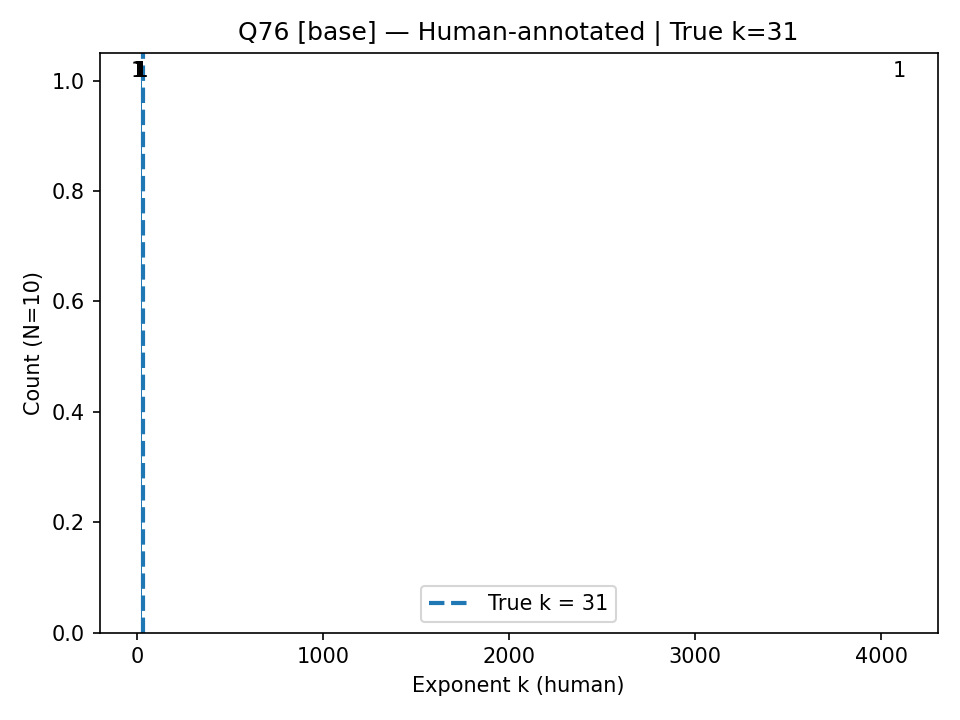 Q76 [base] — Human-annotated | True k=31
1
1
1.0
0.8
0.6
0.4
0.2
0.0
Count (N=10)
True k = 31
0 1000 2000 3000 4000
Exponent k (human)